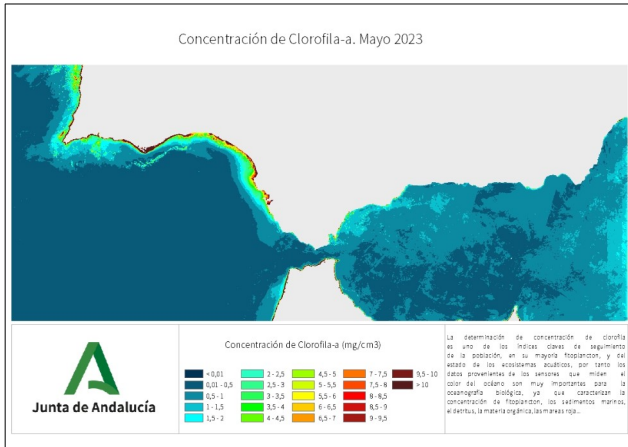 Concentración de Clorofila-a. Mayo 2023
Junta de Andalucía
Concentración de Clorofila-a (mg/cm3)
<0,01
0,01 - 0,5
0,5 - 1
1 - 1,5
1,5 - 2
2 - 2,5
2,5 - 3
3 - 3,5
3,5 - 4
4 - 4,5
4,5 - 5
5 - 5,5
5,5 - 6
6 - 6,5
6,5 - 7
7 - 7,5
7,5 - 8
8 - 8,5
8,5 - 9
9 - 9,5
9,5 - 10
> 10
La determinación de concentración de clorofila
es uno de los índices claves de seguimiento
de la población, en su mayoría fitoplancton, y del
estado de los ecosistemas acuáticos, por tanto los
datos provenientes de los sensores que miden el
color del océano son muy importantes para la
oceanografía biológica, ya que caracterizan la
concentración de fitoplancton, los sedimentos marinos,
el detritus, la materia orgánica, las mareas roja...